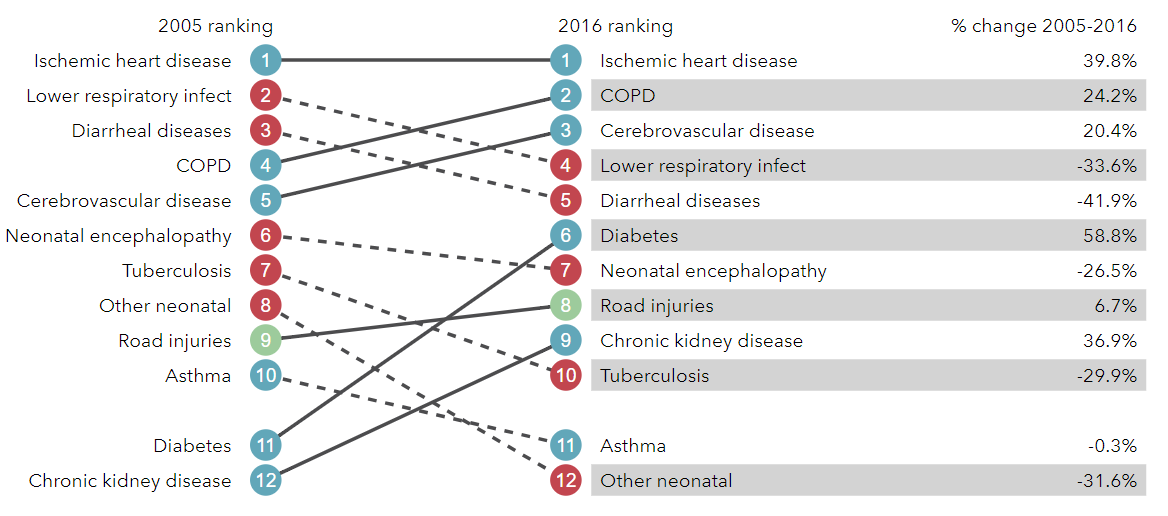 2005 ranking 2016 ranking % change 2005-2016
Ischemic heart disease 1 1 Ischemic heart disease 39.8%
Lower respiratory infect 2 2 COPD 24.2%
Diarrheal diseases 3 3 Cerebrovascular disease 20.4%
COPD 4 4 Lower respiratory infect -33.6%
Cerebrovascular disease 5 5 Diarrheal diseases -41.9%
Neonatal encephalopathy 6 6 Diabetes 58.8%
Tuberculosis 7 7 Neonatal encephalopathy -26.5%
Other neonatal 8 8 Road injuries 6.7%
Road injuries 9 9 Chronic kidney disease 36.9%
Asthma 10 10 Tuberculosis -29.9%
Diabetes 11 11 Asthma -0.3%
Chronic kidney disease 12 12 Other neonatal -31.6%